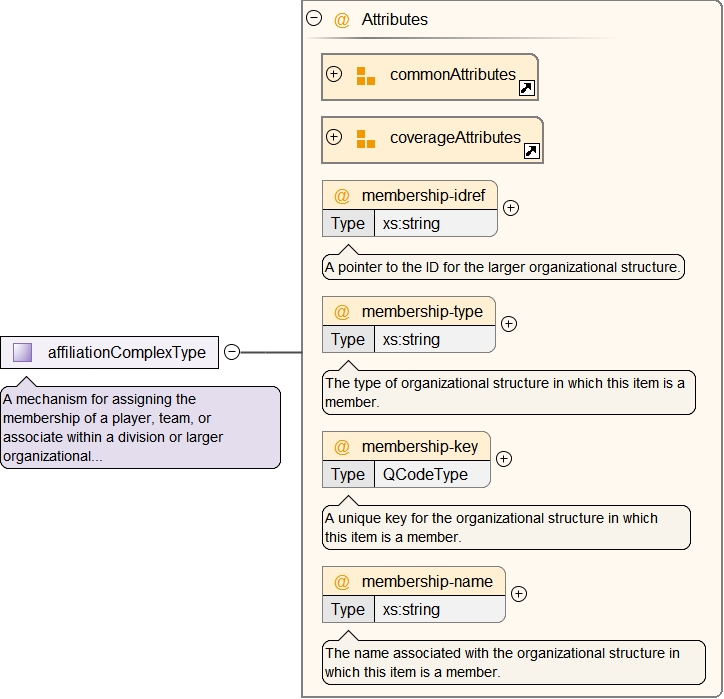 @ Attributes
commonAttributes
coverageAttributes
@ membership-idref
Type xs:string
A pointer to the ID for the larger organizational structure.
@ membership-type
Type xs:string
The type of organizational structure in which this item is a
member.
affiliationComplexType
A mechanism for assigning the
membership of a player, team, or
associate within a division or larger
organizational...
@ membership-key
Type QCodeType
A unique key for the organizational structure in which
this item is a member.
@ membership-name
Type xs:string
The name associated with the organizational structure in
which this item is a member.